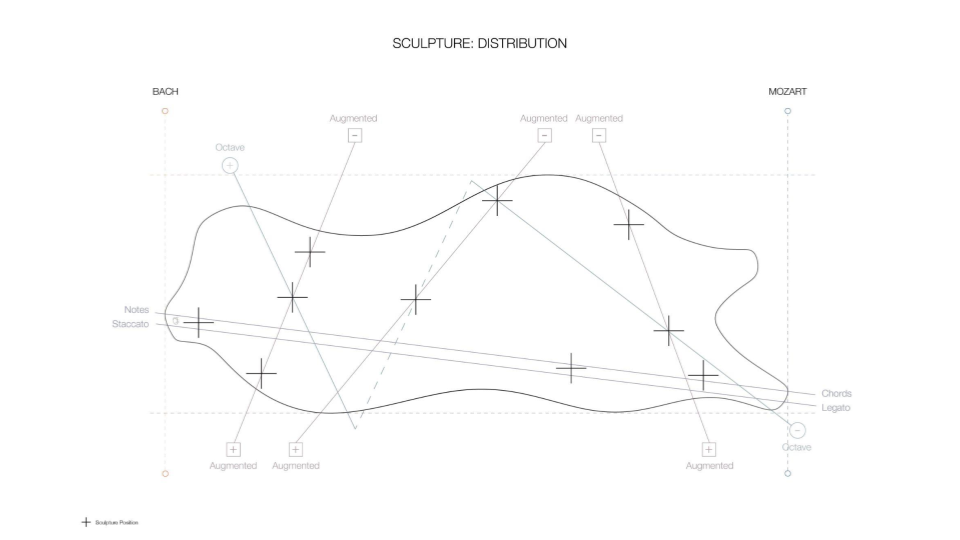 SCULPTURE: DISTRIBUTION
BACH
MOZART
Augmented
Augmented
Augmented
Octave
Notes
Staccato
Chords
Legato
Octave
Augmented
Augmented
Augmented
Sculpture Position